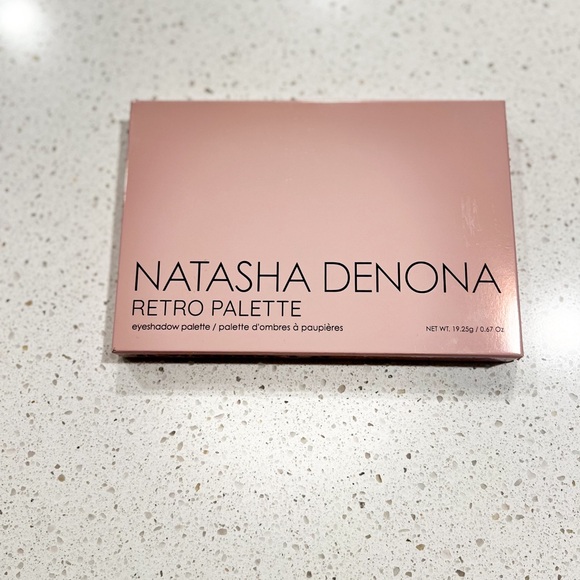 NATASHA DENONA
RETRO PALETTE
eyeshadow palette / palette d'ombres à paupières
NET WT. 19.25g / 0.67 Oz